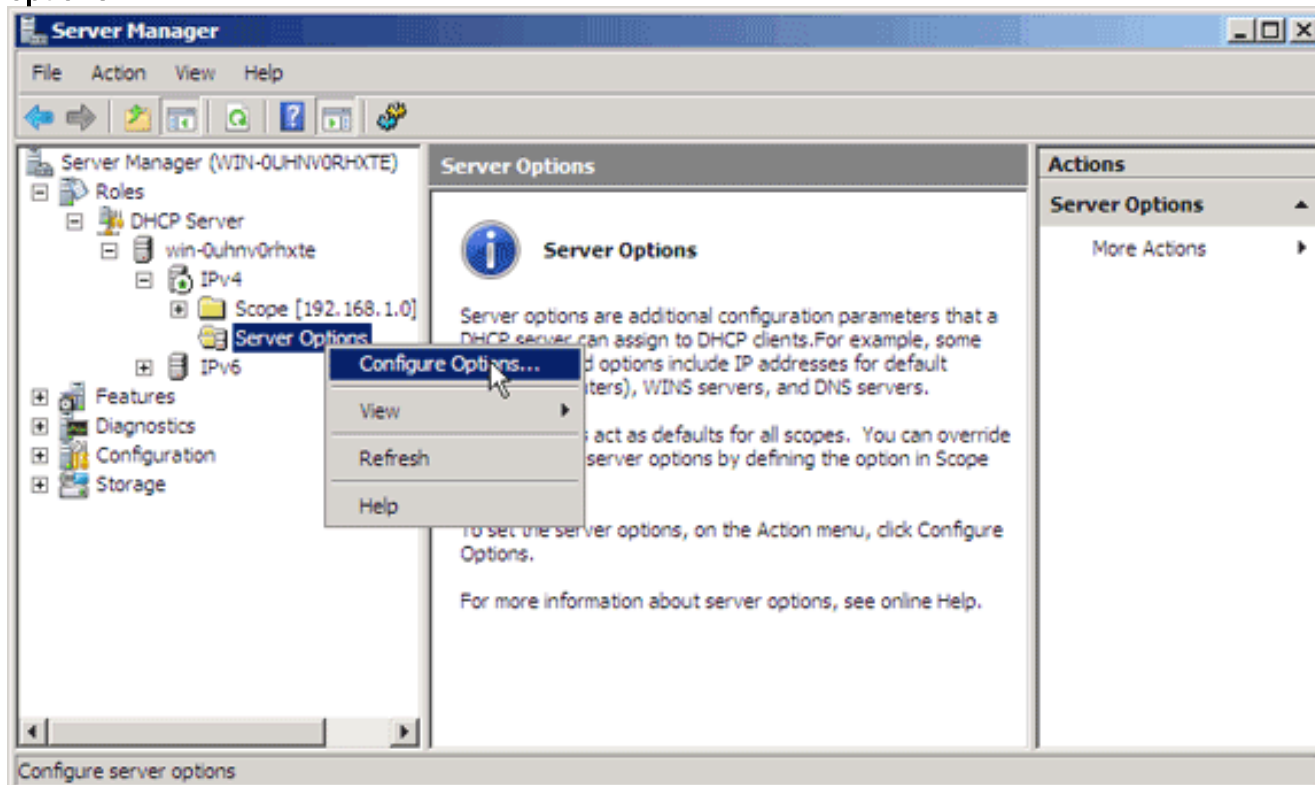 Server Manager
File Action View Help
Server Manager (WIN-0UHNV0RHXTE)
Roles
DHCP Server
win-0uhnv0rhxte
IPv4
Scope [192.168.1.0]
Server Options
IPv6
Features
Diagnostics
Configuration
Storage
Configure Options...
View
Refresh
Help
Server Options
Server Options
Server options are additional configuration parameters that a
DHCP server can assign to DHCP clients.For example, some
d options include IP addresses for default
ters), WINS servers, and DNS servers.
act as defaults for all scopes. You can override
server options by defining the option in Scope
To set the server options, on the Action menu, click Configure
Options.
For more information about server options, see online Help.
Actions
Server Options
More Actions
Configure server options